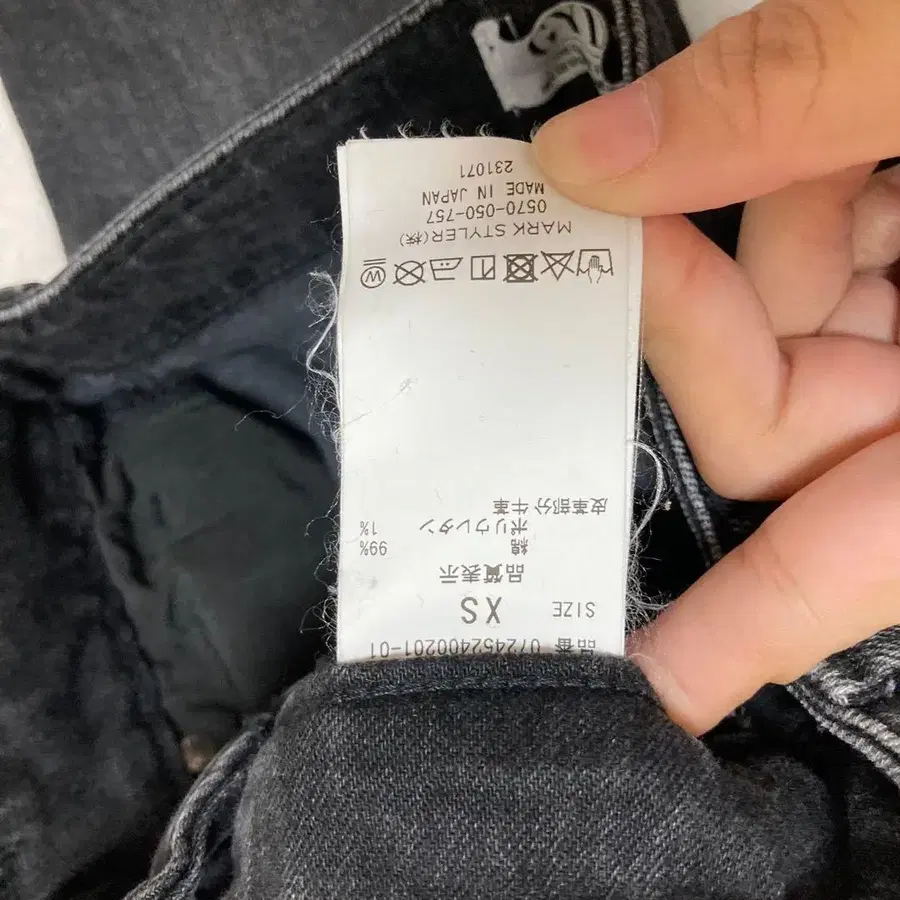 品番 0724524００201-01
SIZE XS
品質表示
綿 99%
ポリウレタン 1%
皮革部分 牛革
MARK STYLER(株)
0570-050-757
MADE IN JAPAN
231071